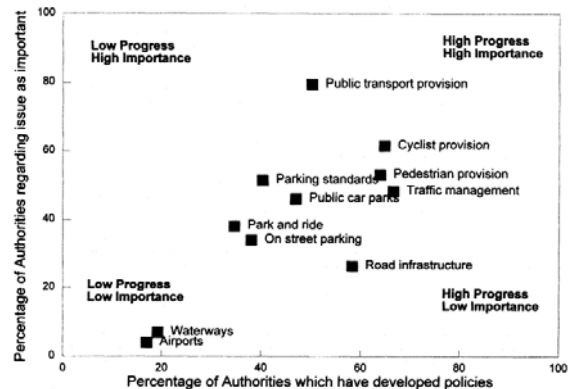 Percentage of Authorities regarding issue as important
100
80
60
40
20
0
Low Progress
High Importance
High Progress
High Importance
Public transport provision
Cyclist provision
Parking standards
Pedestrian provision
Public car parks
Traffic management
Park and ride
On street parking
Road infrastructure
Low Progress
Low Importance
High Progress
Low Importance
Waterways
Airports
0
20
40
60
80
100
Percentage of Authorities which have developed policies